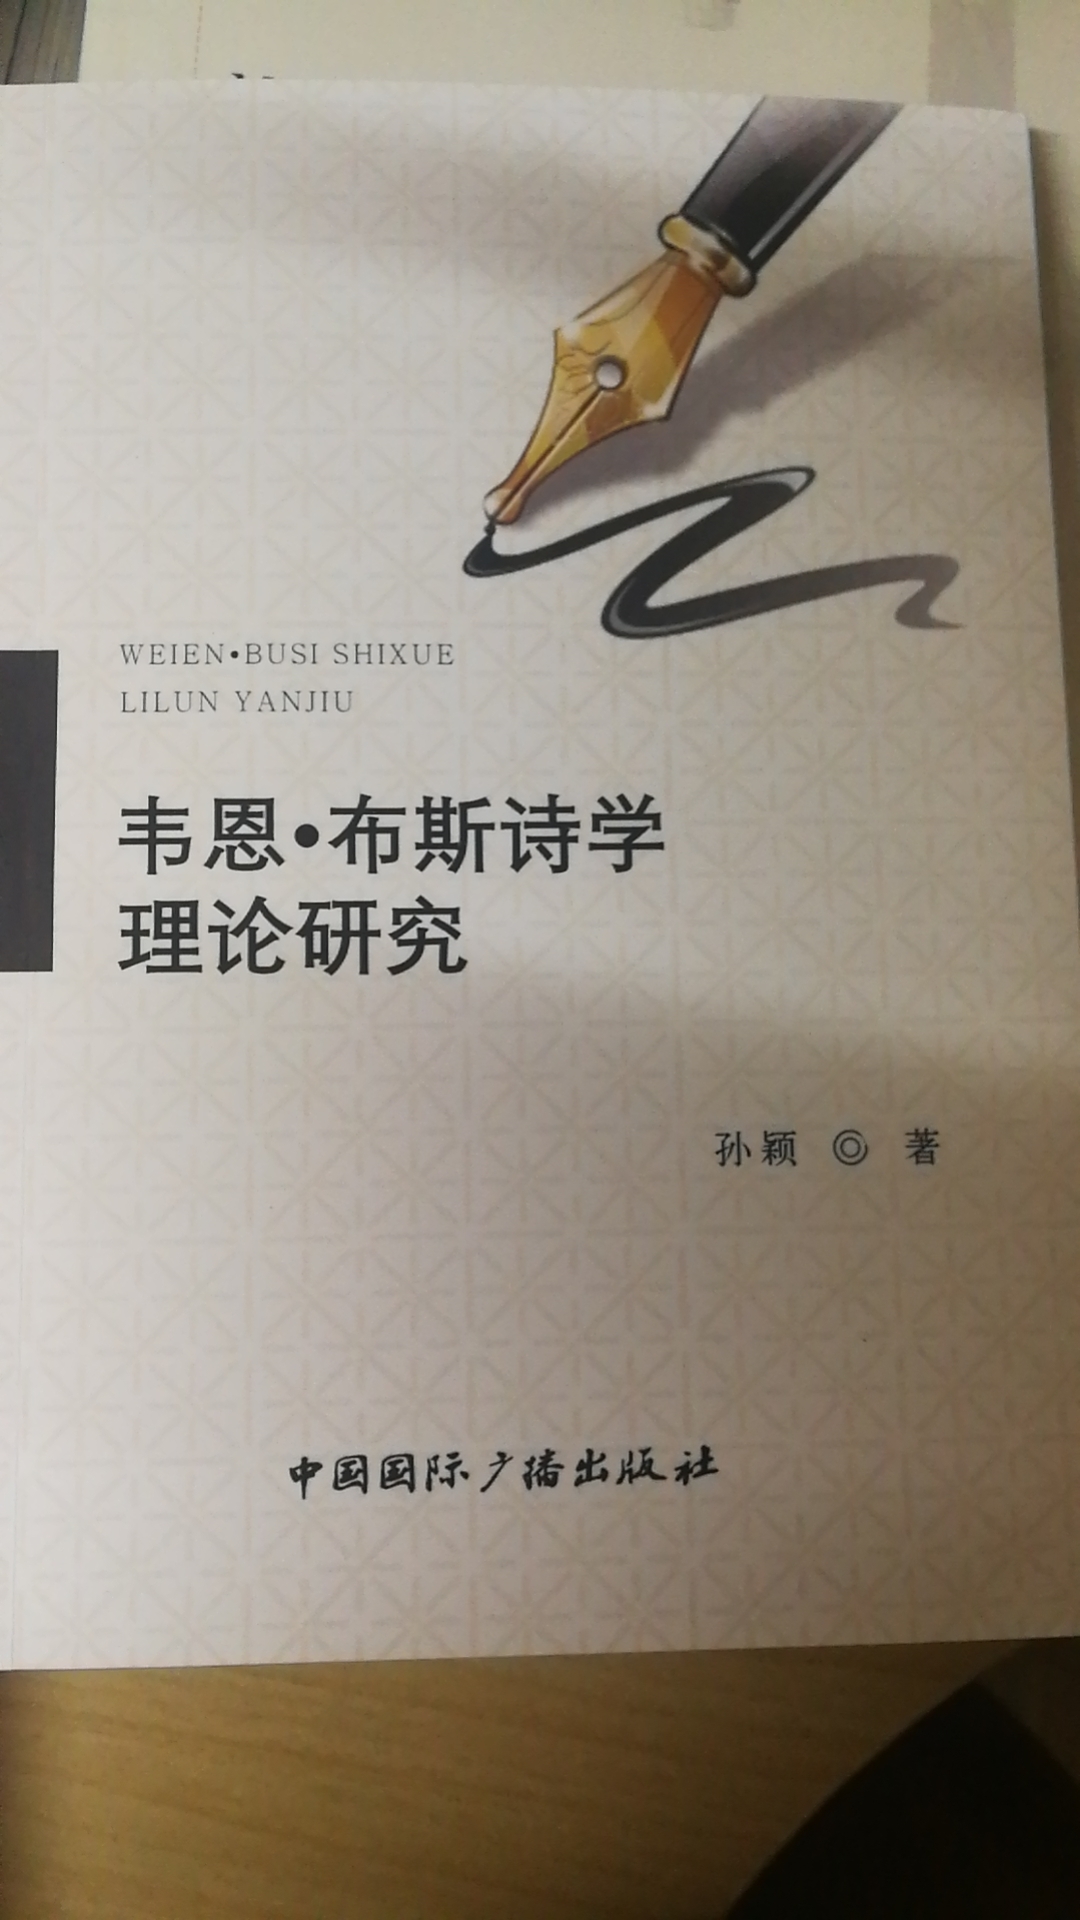 WEIEN•BUSI SHIXUE
LILUN YANJIU
韦恩•布斯诗学
理论研究
孙颖 ◎ 著
中国国际广播出版社